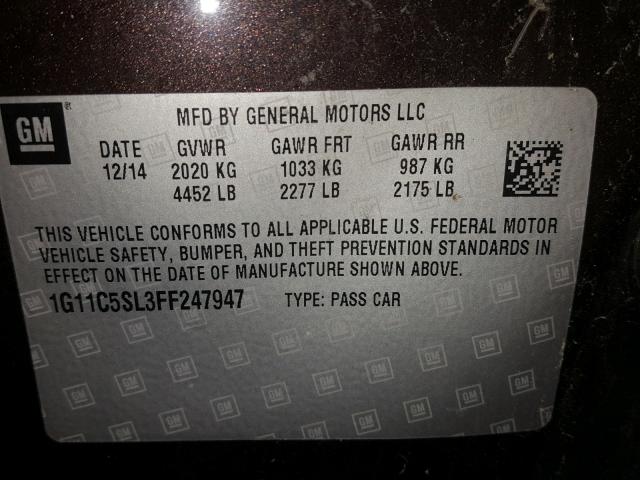 GM
MFD BY GENERAL MOTORS LLC
DATE GVWR GAWR FRT GAWR RR
12/14 2020 KG 1033 KG 987 KG
4452 LB 2277 LB 2175 LB
THIS VEHICLE CONFORMS TO ALL APPLICABLE U.S. FEDERAL MOTOR
VEHICLE SAFETY, BUMPER, AND THEFT PREVENTION STANDARDS IN
EFFECT ON THE DATE OF MANUFACTURE SHOWN ABOVE.
1G11C5SL3FF247947 TYPE: PASS CAR